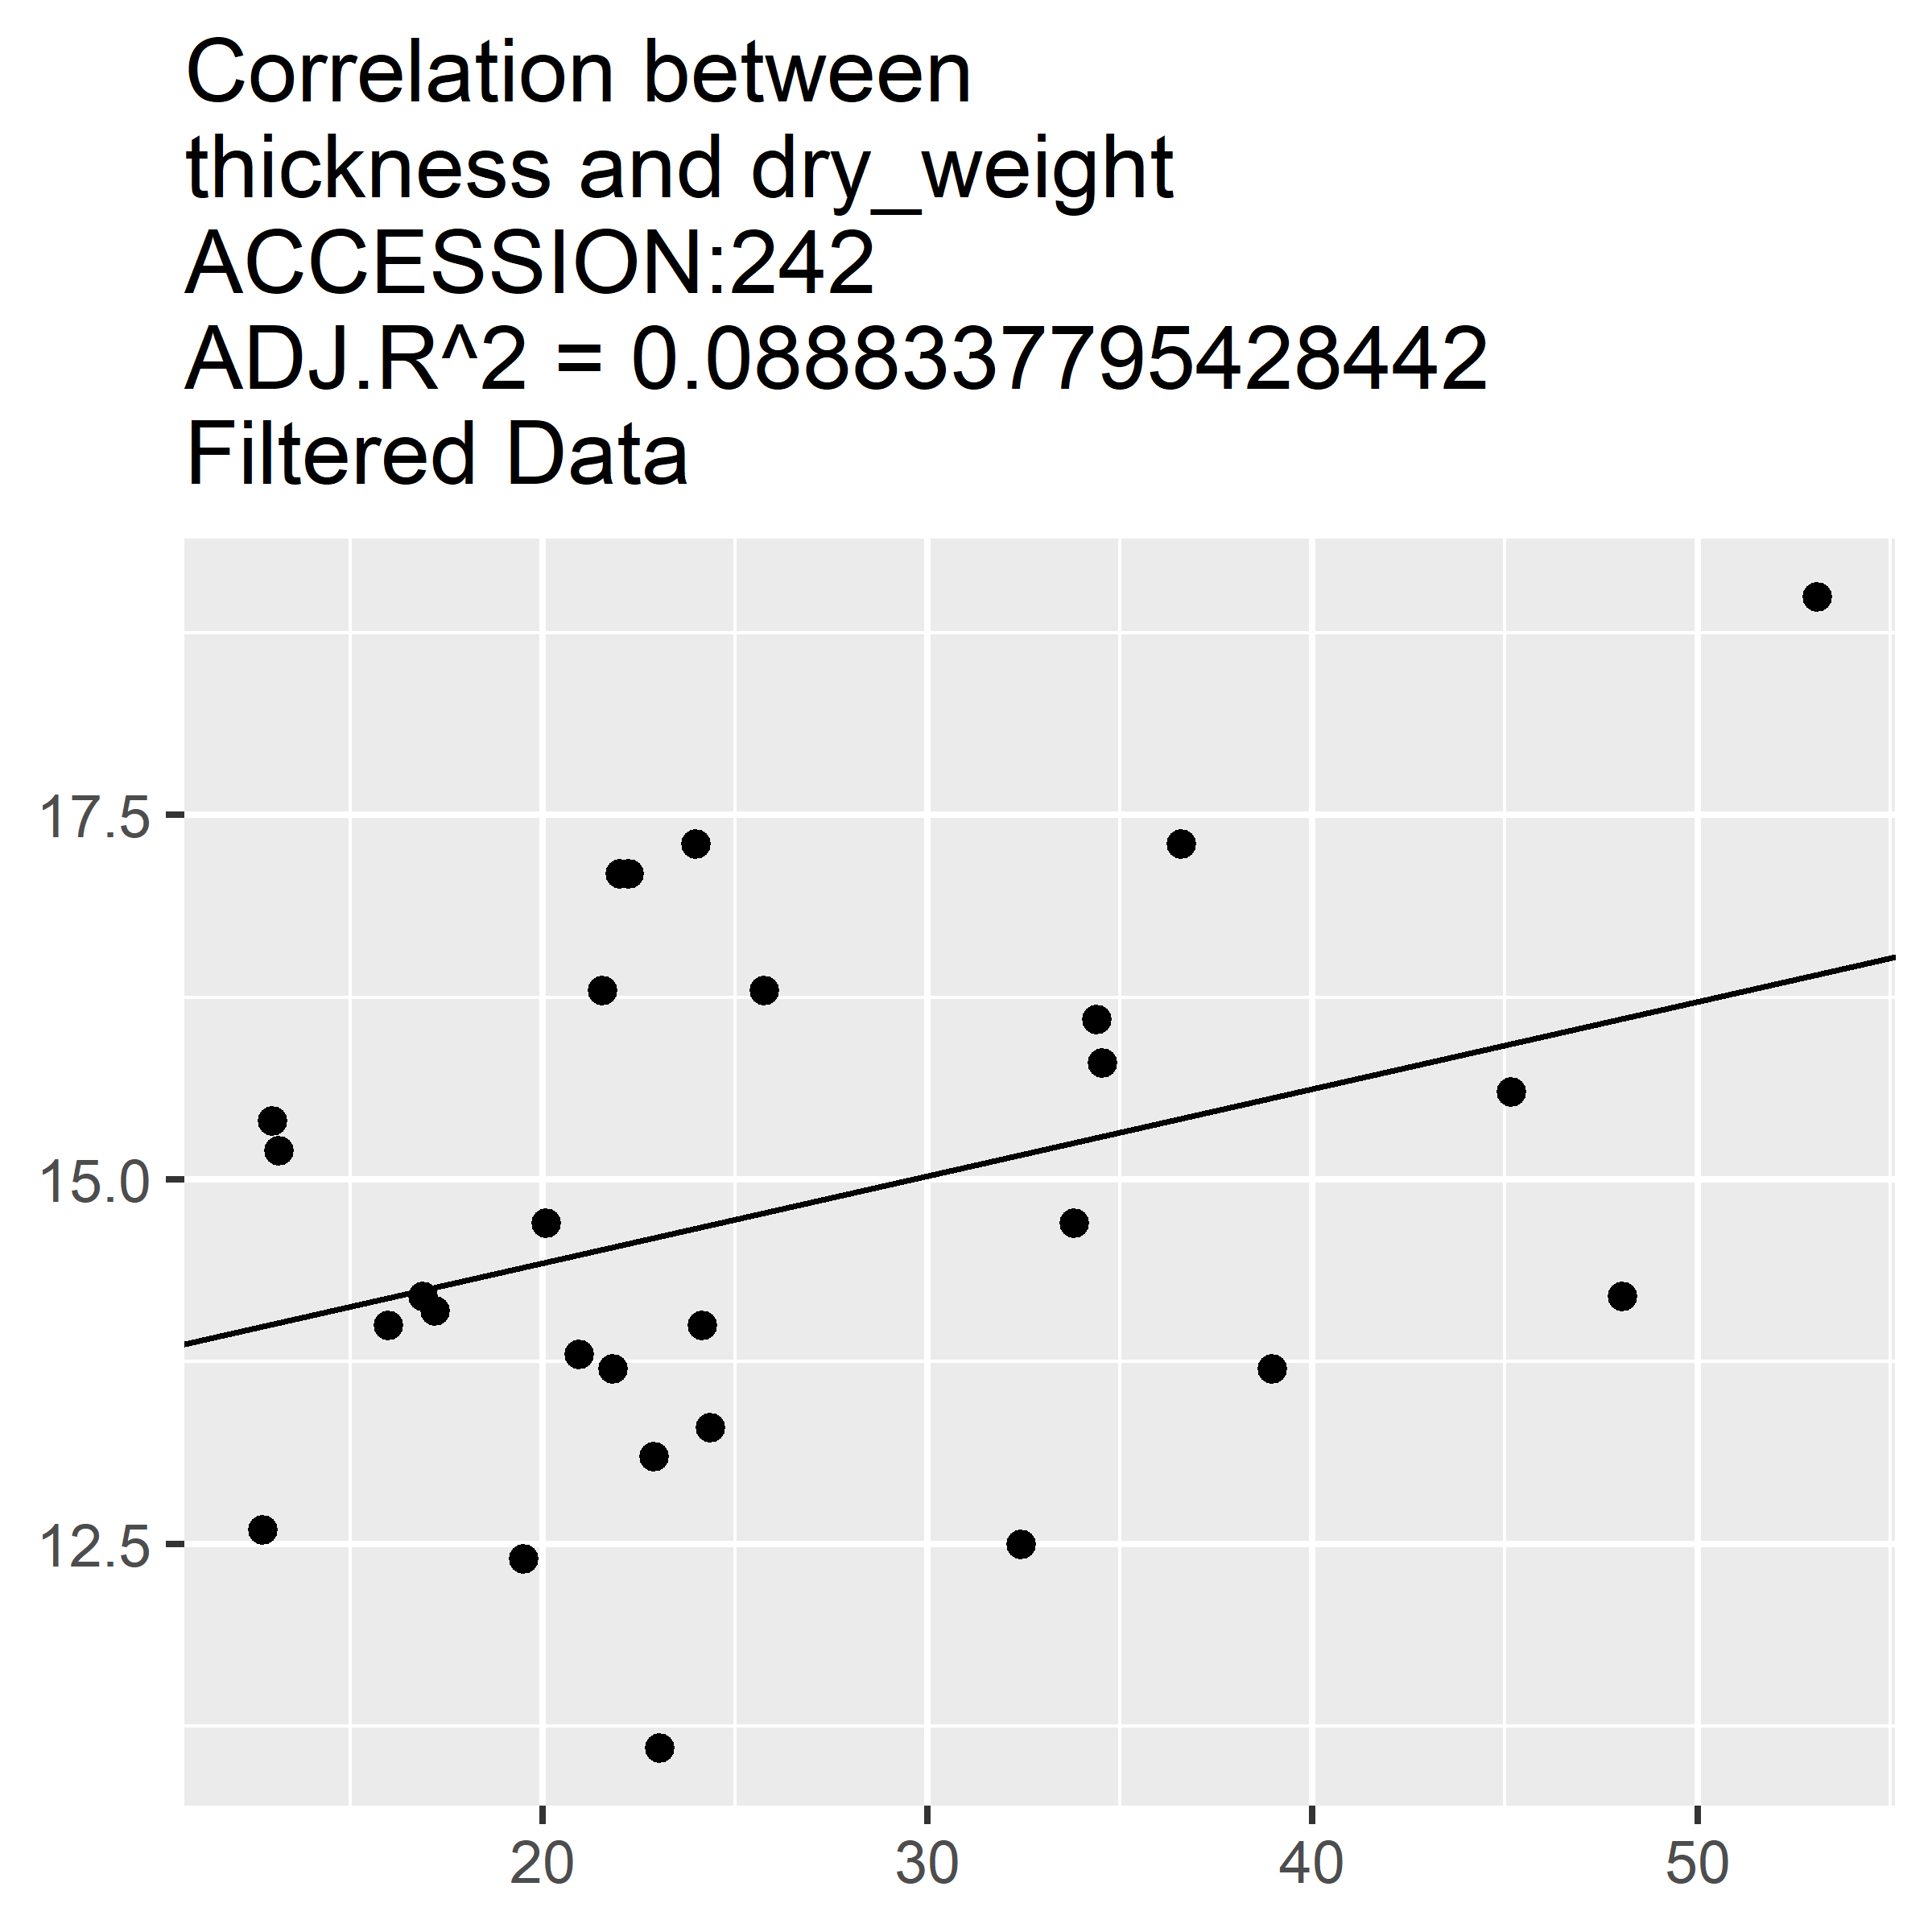 Correlation between
thickness and dry_weight
ACCESSION:242
ADJ.R^2 = 0.0888337795428442
Filtered Data
17.5
15.0
12.5
20 30 40 50